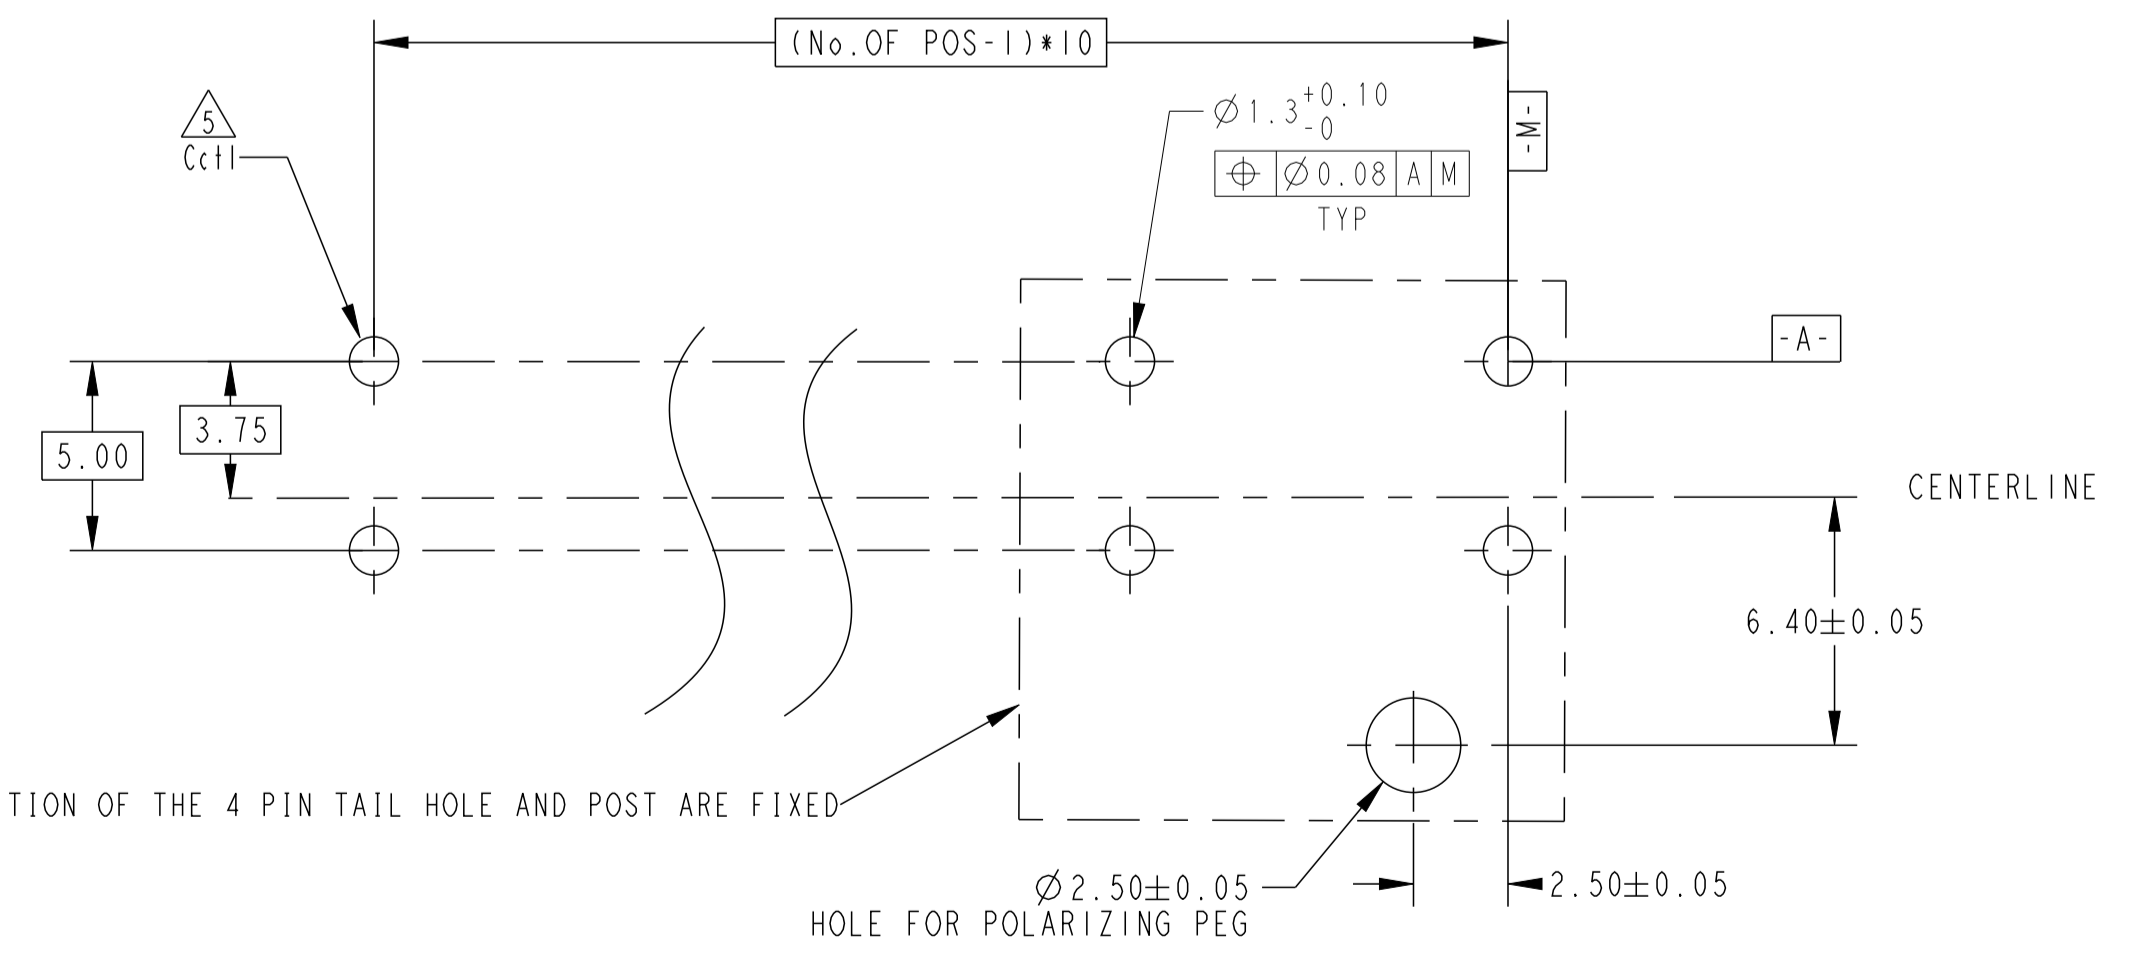 (No.OF POS-1)*10
5
Cctl
Ø1.3 +0.10
-0
⌖ Ø0.08 A M
TYP
-M-
-A-
3.75
5.00
CENTERLINE
6.40±0.05
TION OF THE 4 PIN TAIL HOLE AND POST ARE FIXED
Ø2.50±0.05
HOLE FOR POLARIZING PEG
2.50±0.05